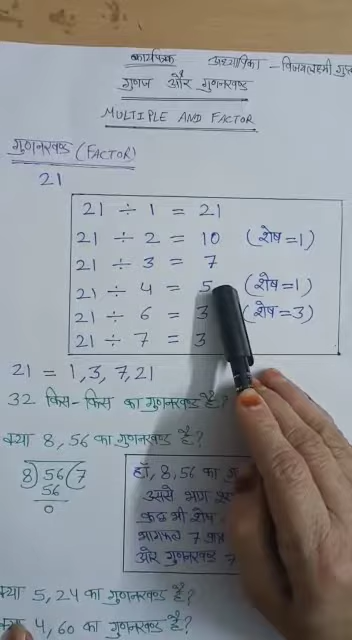 कार्यपत्रक अध्यापिका - विजयलक्ष्मी
गुणज और गुणनखण्ड
MULTIPLE AND FACTOR
गुणनखण्ड (FACTOR)
21
21 ÷ 1 = 21
21 ÷ 2 = 10 (शेष = 1)
21 ÷ 3 = 7
21 ÷ 4 = 5 (शेष = 1)
21 ÷ 6 = 3 (शेष = 3)
21 ÷ 7 = 3
21 = 1, 3, 7, 21
32 किस-किस का गुणनखण्ड है?
क्या 8, 56 का गुणनखण्ड है?
8) 56 (7
56
0
हाँ, 8, 56 का
उससे भाग
कुछ भी शेष
भागफल 7
और गुणनखण्ड 7
क्या 5, 24 का गुणनखण्ड है?
क्या 4, 60 का गुणनखण्ड है?